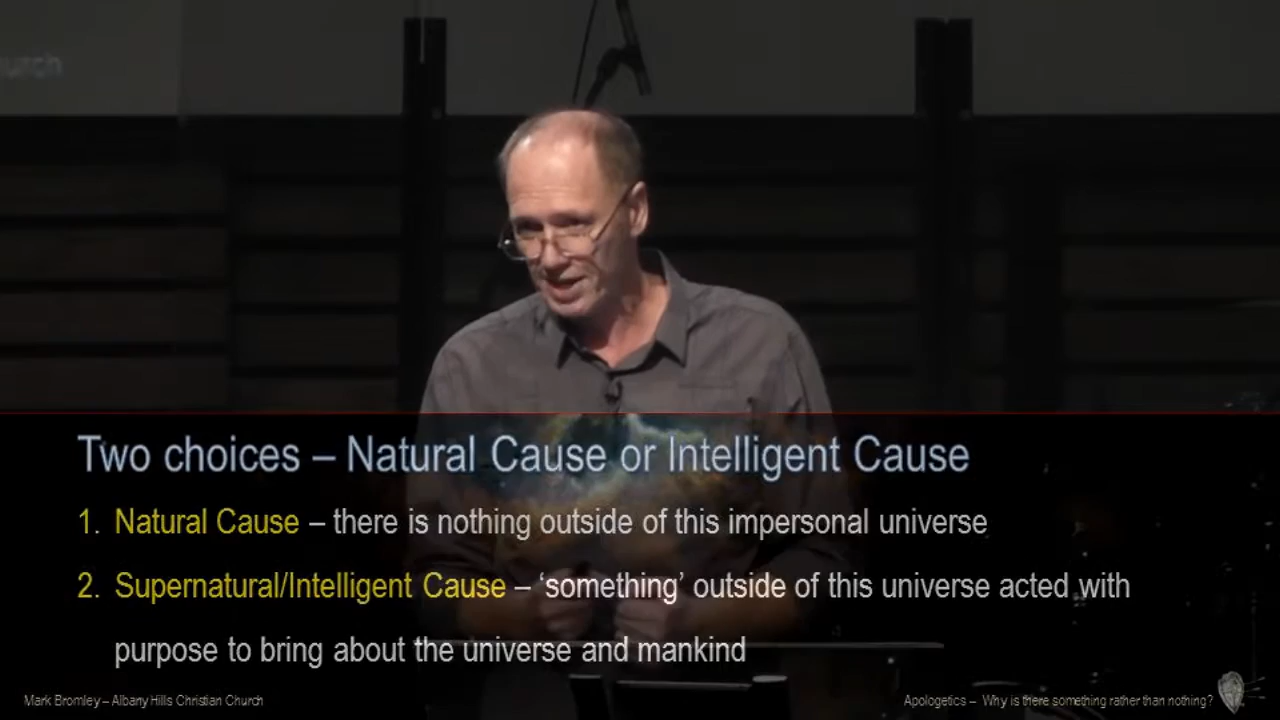 Two choices – Natural Cause or Intelligent Cause
1. Natural Cause – there is nothing outside of this impersonal universe
2. Supernatural/Intelligent Cause – ‘something’ outside of this universe acted with
purpose to bring about the universe and mankind
Mark Bromley – Albany Hills Christian Church
Apologetics – Why is there something rather than nothing?